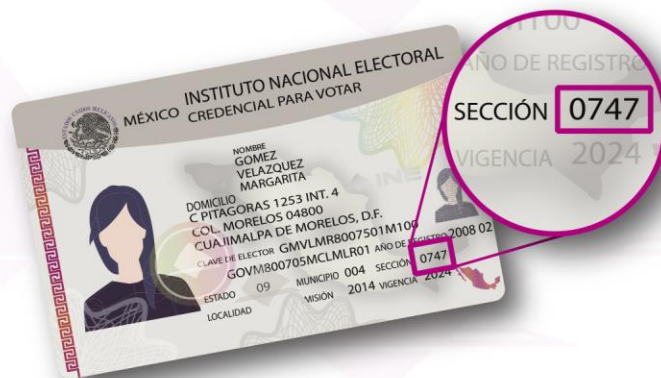 INSTITUTO NACIONAL ELECTORAL
MÉXICO CREDENCIAL PARA VOTAR
NOMBRE
GOMEZ
VELAZQUEZ
MARGARITA
DOMICILIO
C PITAGORAS 1253 INT. 4
COL. MORELOS 04800
CUAJIMALPA DE MORELOS, D.F.
CLAVE DE ELECTOR GMVLMR8007501M100
GOVM800705MCLMLR01 AÑO DE REGISTRO 2008 02
ESTADO 09 MUNICIPIO 004 SECCIÓN 0747
LOCALIDAD MISIÓN 2014 VIGENCIA 2024
AÑO DE REGISTRO
SECCIÓN 0747
VIGENCIA 2024